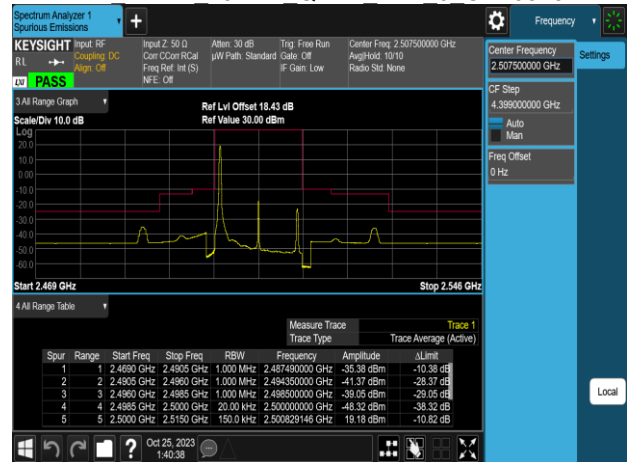 Spectrum Analyzer 1
Spurious Emissions
Frequency
KEYSIGHT Input: RF Input Z: 50 Ω Atten: 30 dB Trig: Free Run Center Freq: 2.507500000 GHz
RL Coupling: DC Corr CCorr RCal µW Path: Standard Gate: Off Avg|Hold: 10/10
Align: Off Freq Ref: Int (S) IF Gain: Low Radio Std: None
LXI PASS NFE: Off
Center Frequency
2.507500000 GHz
Settings
CF Step
4.399000000 GHz
Auto
Man
Freq Offset
0 Hz
3 All Range Graph
Ref Lvl Offset 18.43 dB
Scale/Div 10.0 dB Ref Value 30.00 dBm
Log
20.0
10.0
0.00
-10.0
-20.0
-30.0
-40.0
-50.0
-60.0
Start 2.469 GHz Stop 2.546 GHz
4 All Range Table
Measure Trace Trace 1
Trace Type Trace Average (Active)
Spur Range Start Freq Stop Freq RBW Frequency Amplitude ΔLimit
1 1 2.4690 GHz 2.4905 GHz 1.000 MHz 2.487490000 GHz -35.38 dBm -10.38 dB
2 2 2.4905 GHz 2.4960 GHz 1.000 MHz 2.494350000 GHz -41.37 dBm -28.37 dB
3 3 2.4960 GHz 2.4985 GHz 1.000 MHz 2.498500000 GHz -39.05 dBm -29.05 dB
4 4 2.4985 GHz 2.5000 GHz 20.00 kHz 2.500000000 GHz -48.32 dBm -38.32 dB
5 5 2.5000 GHz 2.5150 GHz 150.0 kHz 2.500829146 GHz 19.18 dBm -10.82 dB
Local
Oct 25, 2023
1:40:38